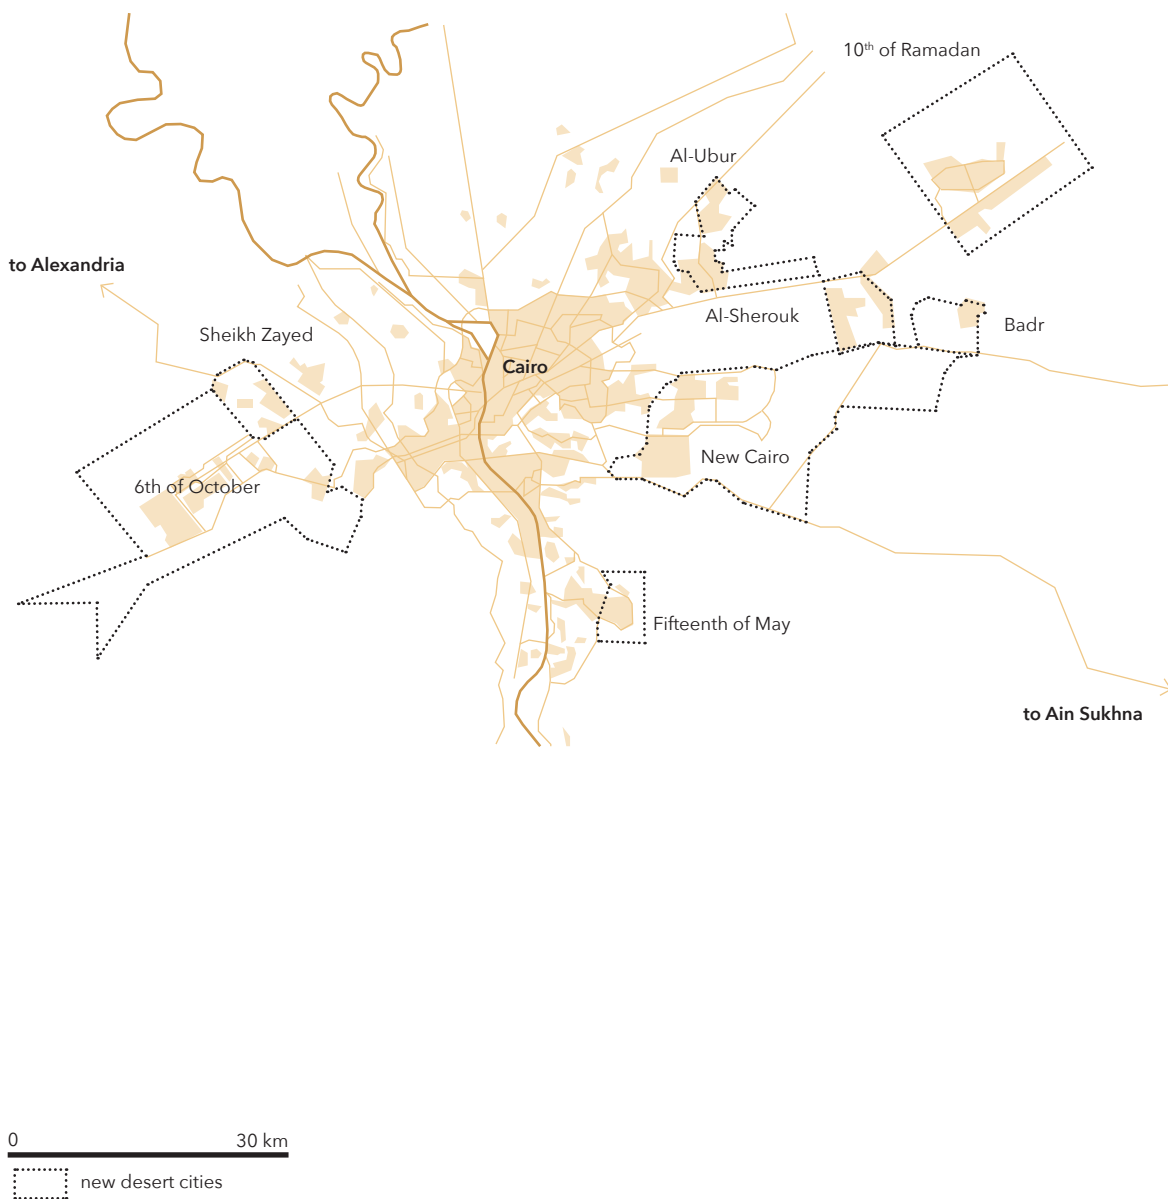 10th of Ramadan
Al-Ubur
to Alexandria
Al-Sherouk
Badr
Sheikh Zayed
Cairo
New Cairo
6th of October
Fifteenth of May
to Ain Sukhna
0 30 km
new desert cities